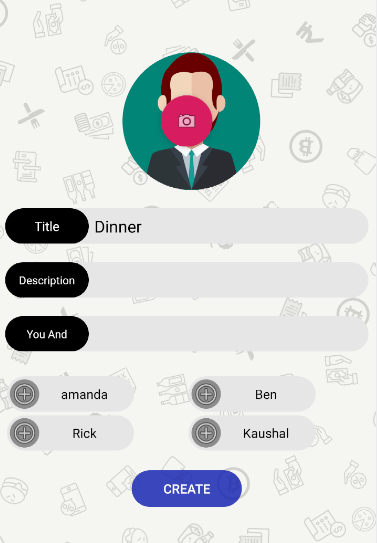 Title Dinner
Description
You And
amanda Ben
Rick Kaushal
CREATE